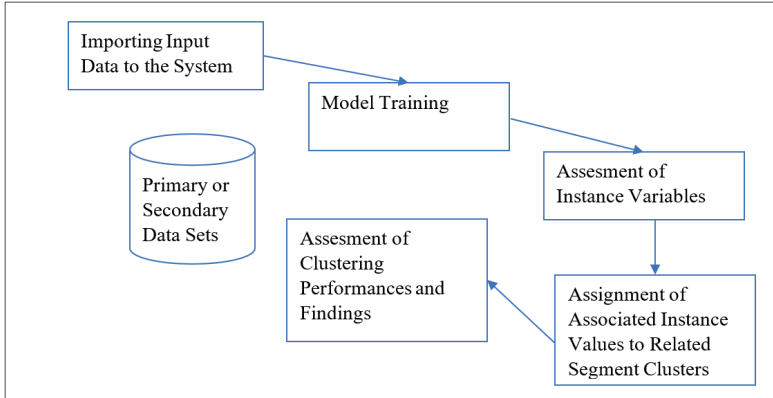 Importing Input
Data to the System
Model Training
Assesment of
Instance Variables
Primary or
Secondary
Data Sets
Assesment of
Clustering
Performances and
Findings
Assignment of
Associated Instance
Values to Related
Segment Clusters